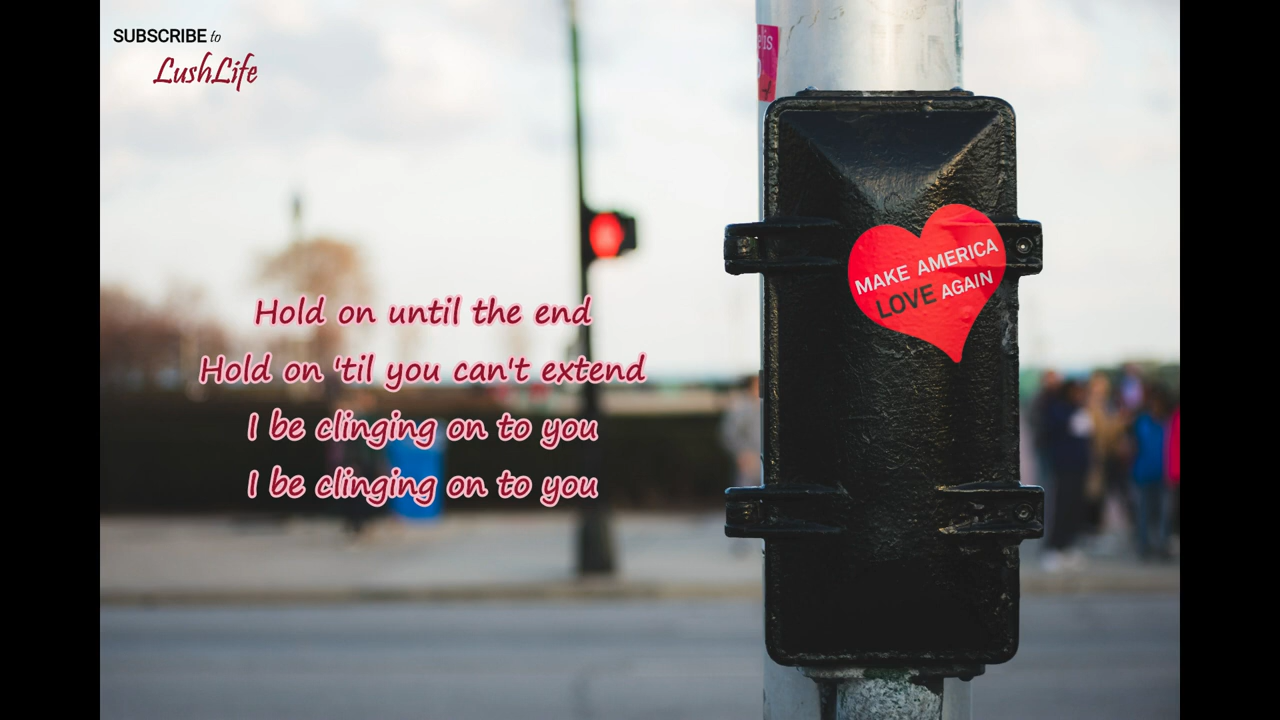 SUBSCRIBE to
LushLife
Hold on until the end
Hold on 'til you can't extend
I be clinging on to you
I be clinging on to you
MAKE AMERICA
LOVE AGAIN